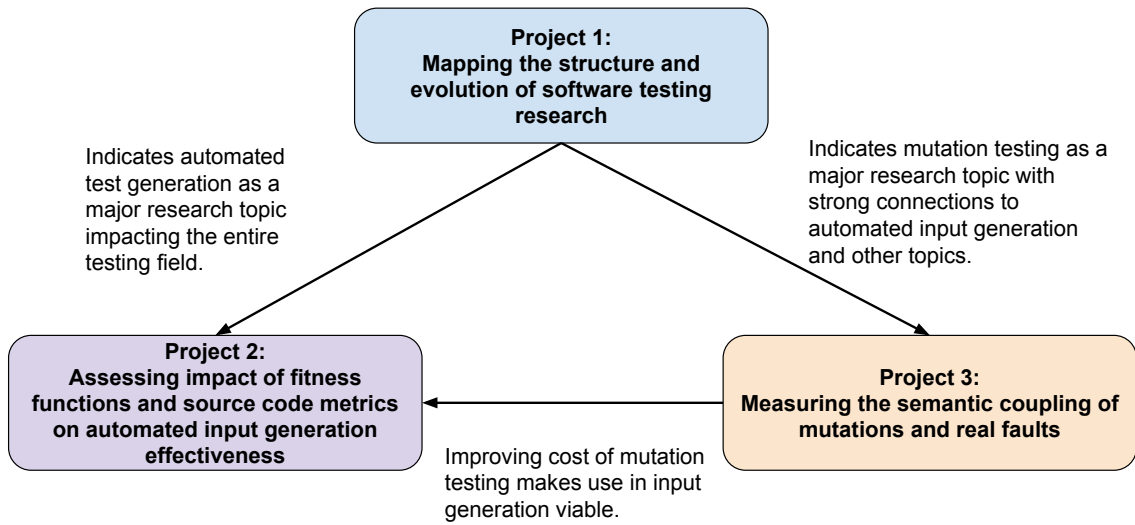 Project 1:
Mapping the structure and
evolution of software testing
research
Indicates automated
test generation as a
major research topic
impacting the entire
testing field.
Indicates mutation testing as a
major research topic with
strong connections to
automated input generation
and other topics.
Project 2:
Assessing impact of fitness
functions and source code metrics
on automated input generation
effectiveness
Project 3:
Measuring the semantic coupling of
mutations and real faults
Improving cost of mutation
testing makes use in input
generation viable.